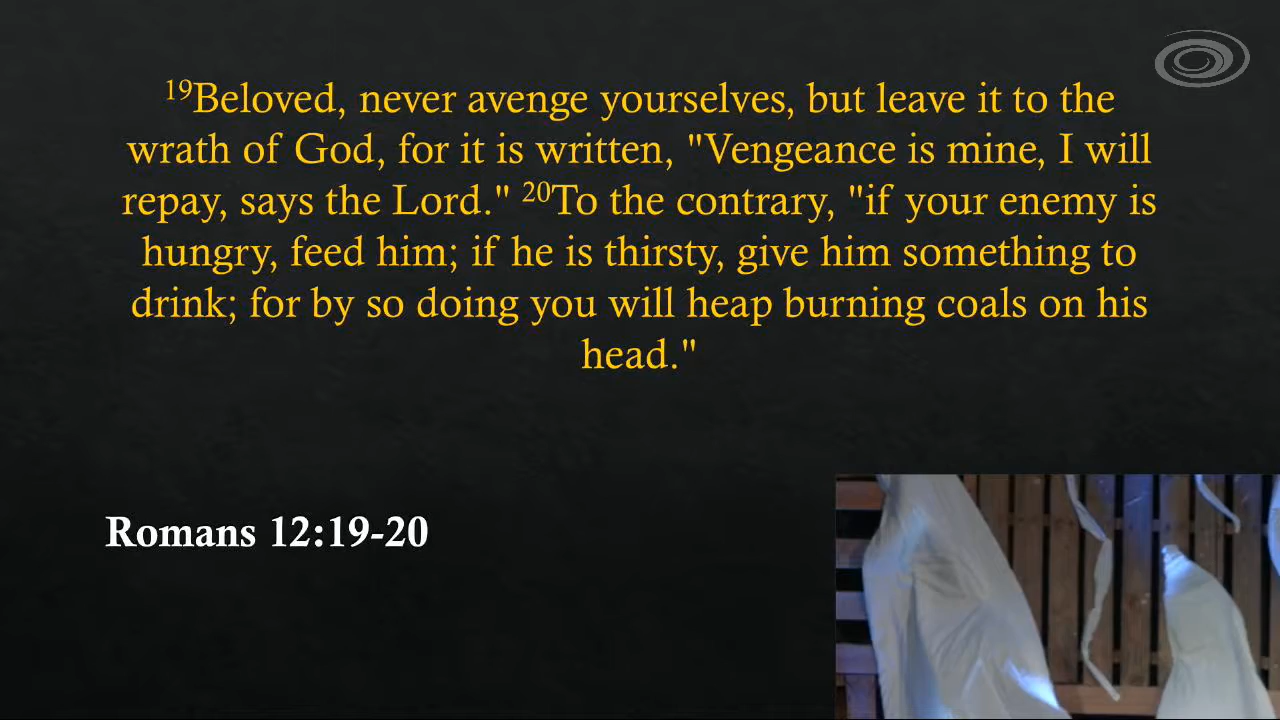 ¹⁹Beloved, never avenge yourselves, but leave it to the
wrath of God, for it is written, "Vengeance is mine, I will
repay, says the Lord." ²⁰To the contrary, "if your enemy is
hungry, feed him; if he is thirsty, give him something to
drink; for by so doing you will heap burning coals on his
head."
Romans 12:19-20